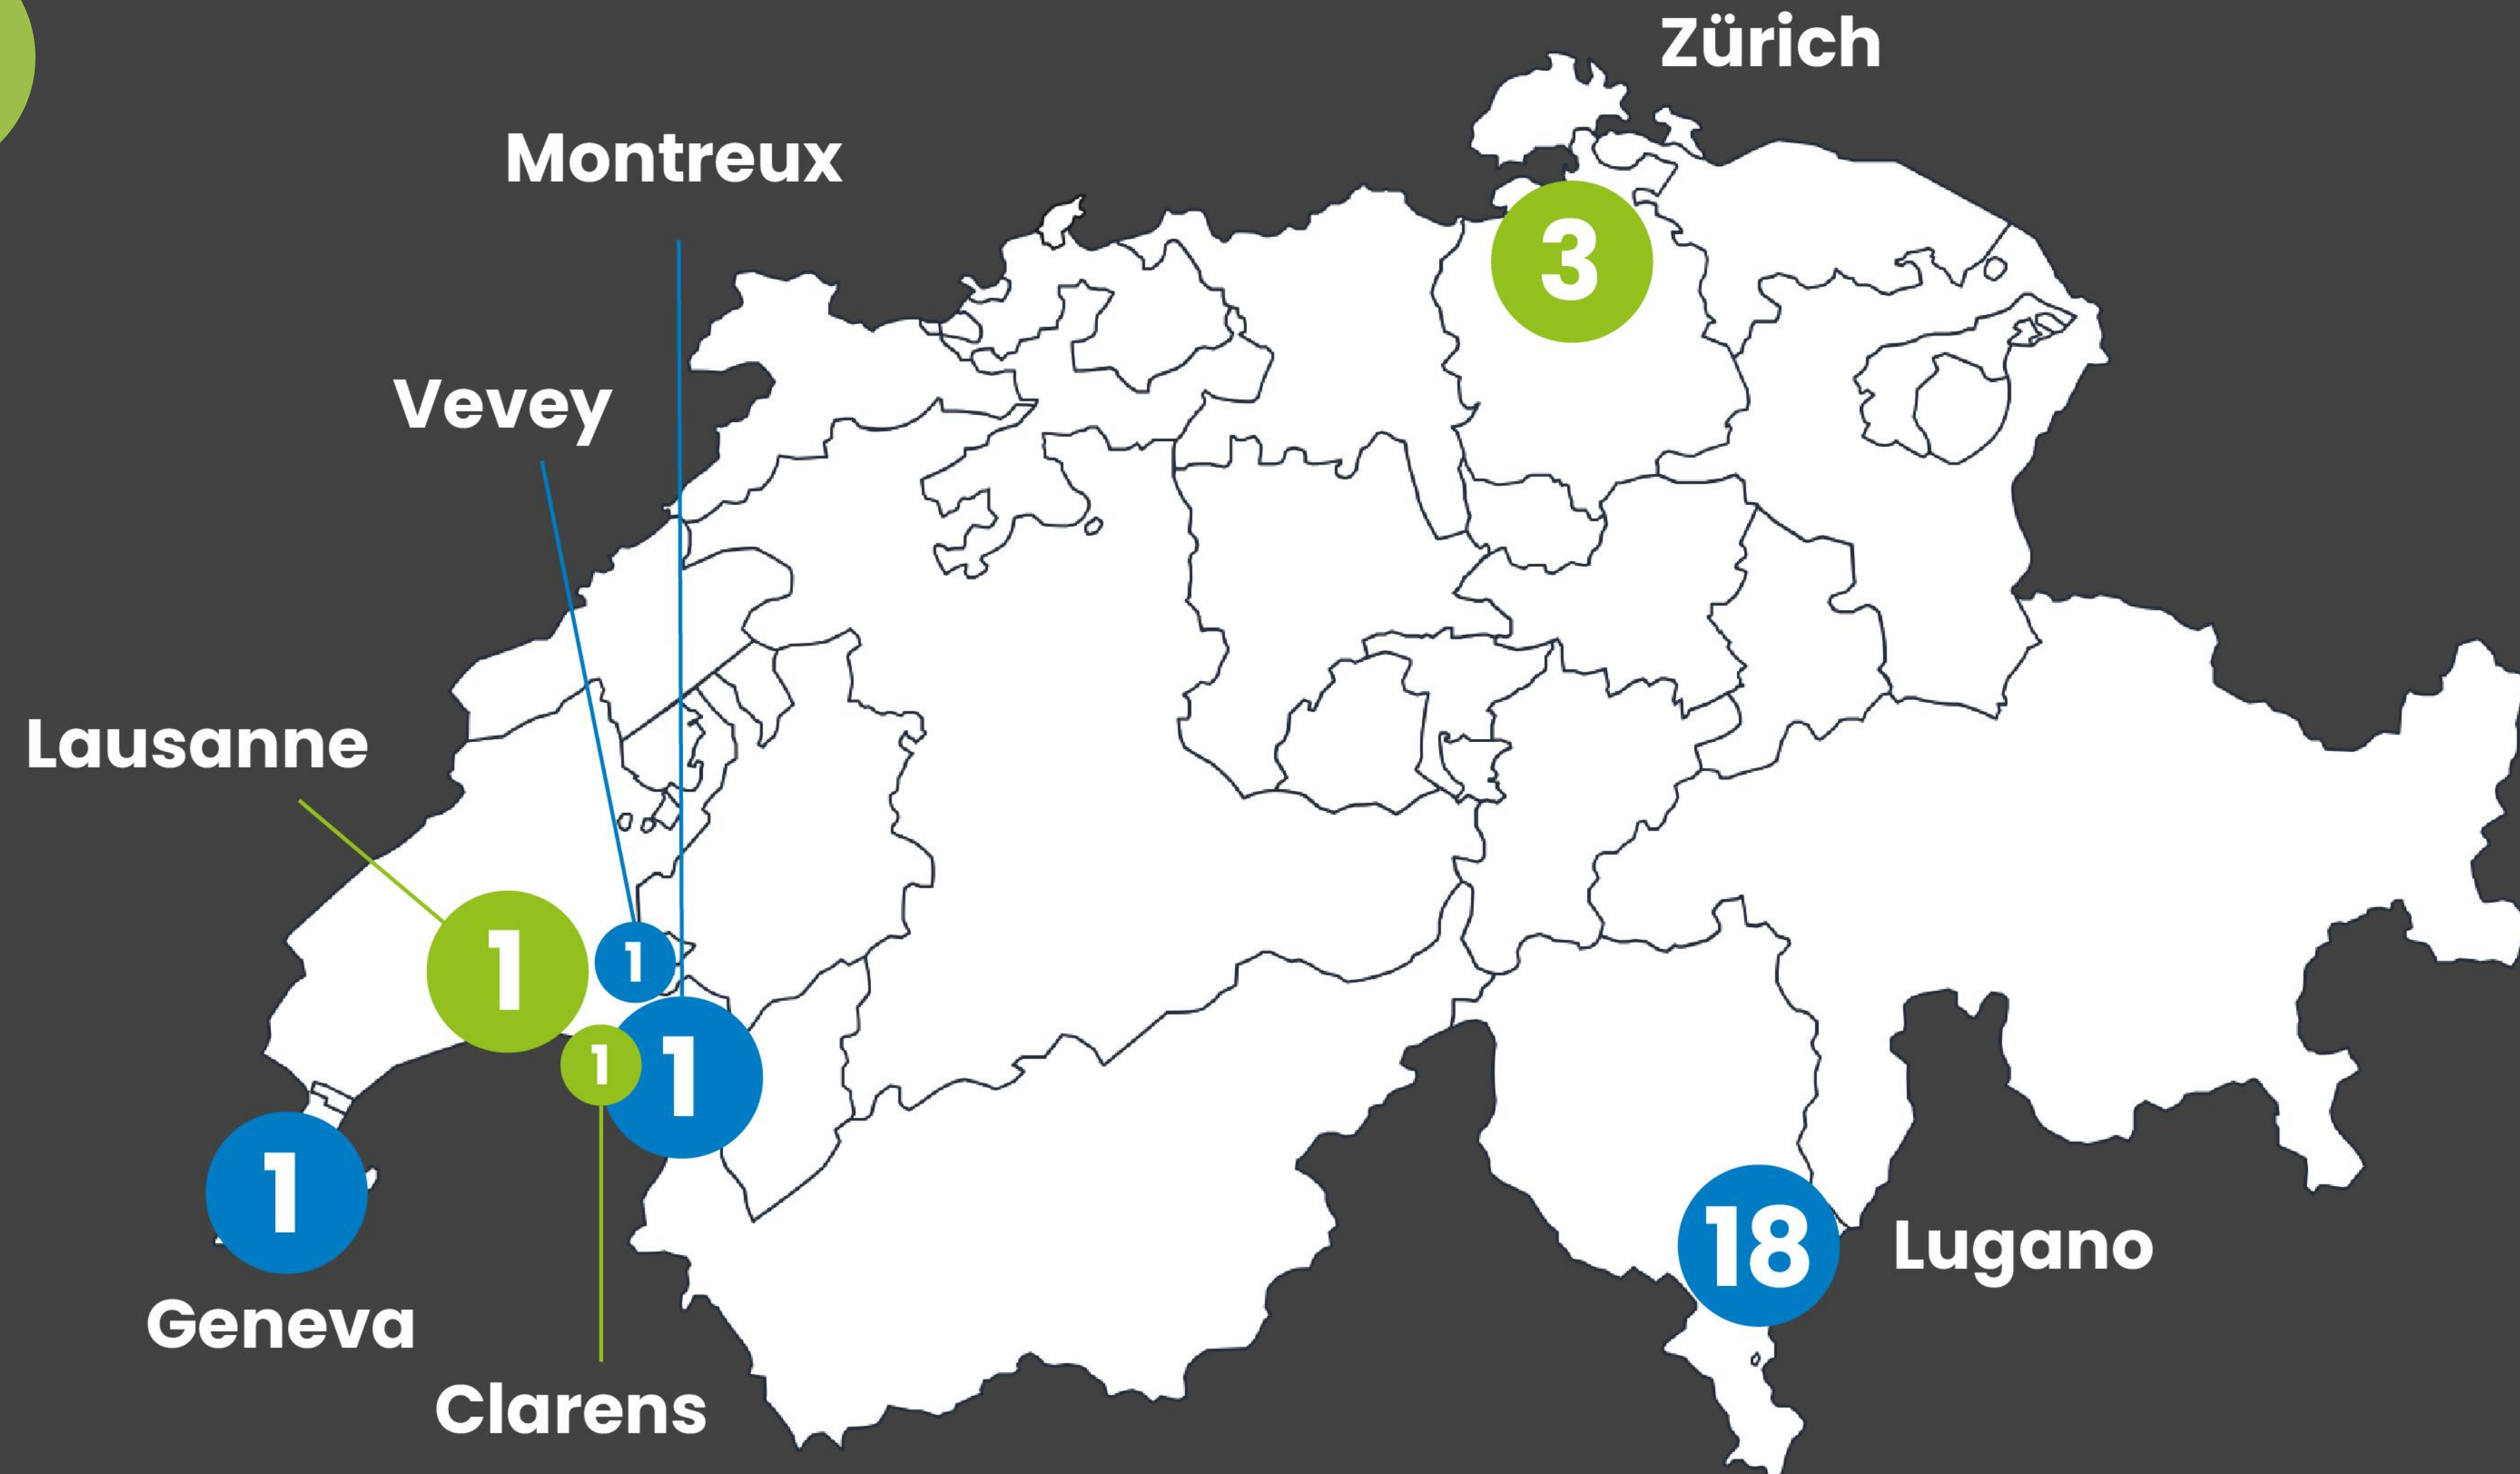 Zürich
Montreux
3
Vevey
Lausanne
1
1
1
1
1
18
Lugano
Geneva
Clarens